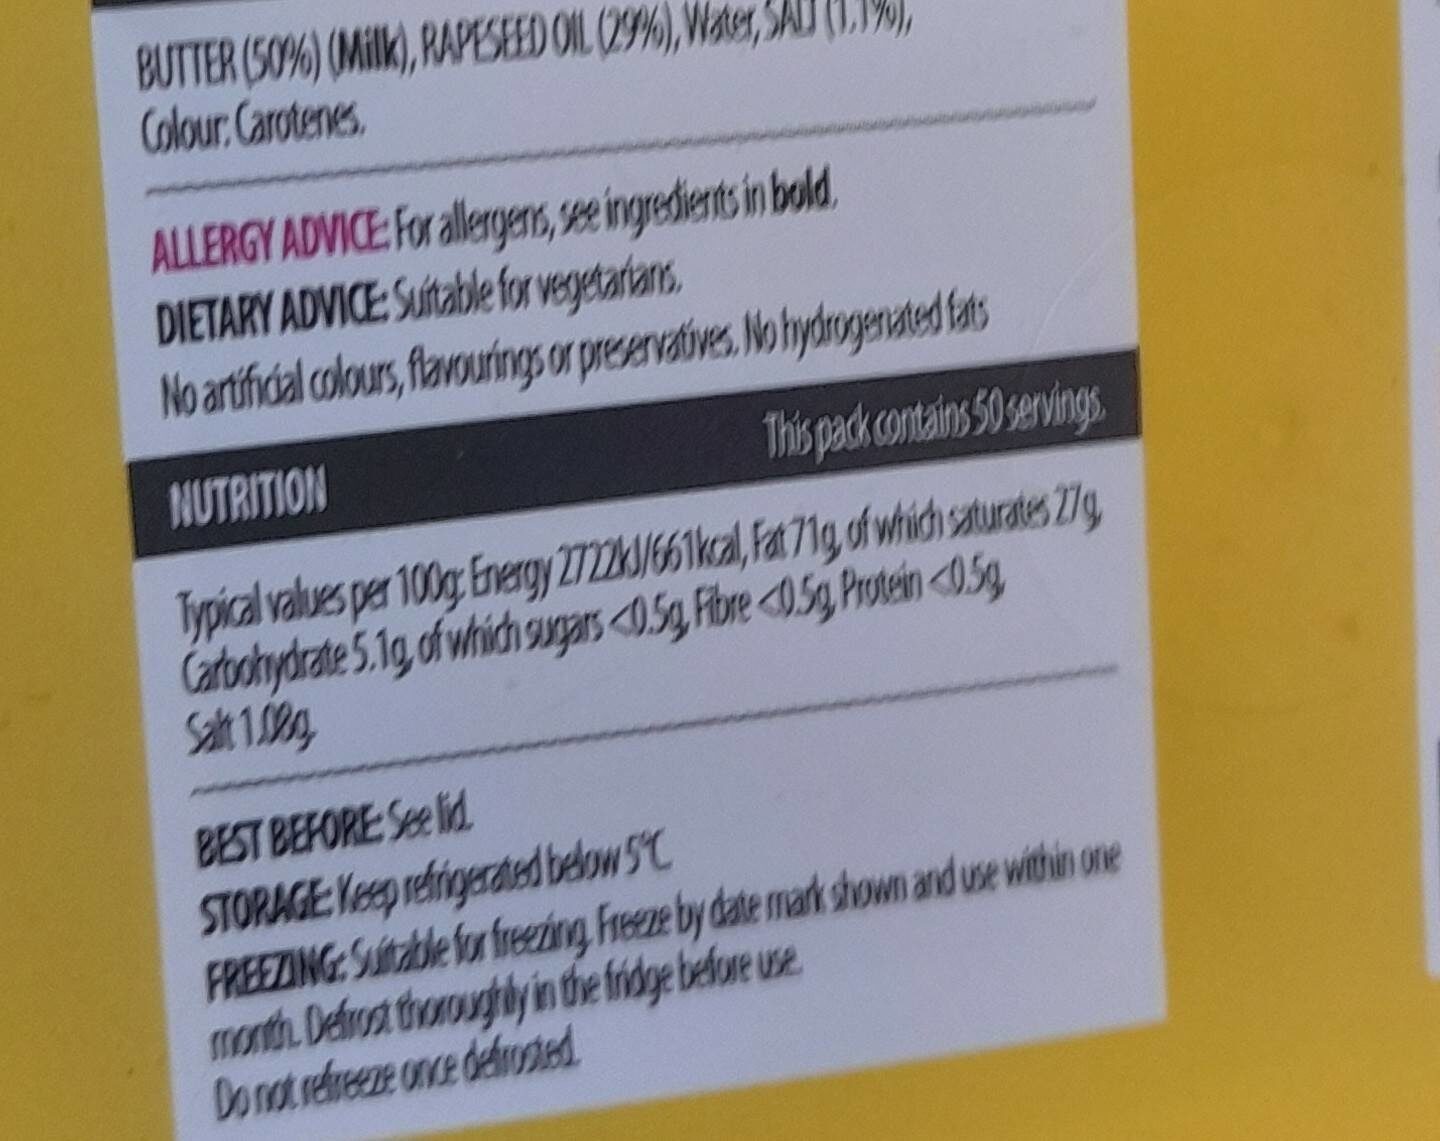 BUTTER (50%) (Milk), RAPESEED OIL (29%), Water, SALT (1.1%),
Colour: Carotenes.
ALLERGY ADVICE: For allergens, see ingredients in bold.
DIETARY ADVICE: Suitable for vegetarians.
No artificial colours, flavourings or preservatives. No hydrogenated fats
This pack contains 50 servings.
NUTRITION
Typical values per 100g: Energy 2722kJ/661kcal, Fat 71g, of which saturates 27g,
Carbohydrate 5.1g, of which sugars <0.5g, Fibre <0.5g, Protein <0.5g,
Salt 1.08g.
BEST BEFORE: See lid.
STORAGE: Keep refrigerated below 5°C
FREEZING: Suitable for freezing. Freeze by date mark shown and use within one
month. Defrost thoroughly in the fridge before use.
Do not refreeze once defrosted.